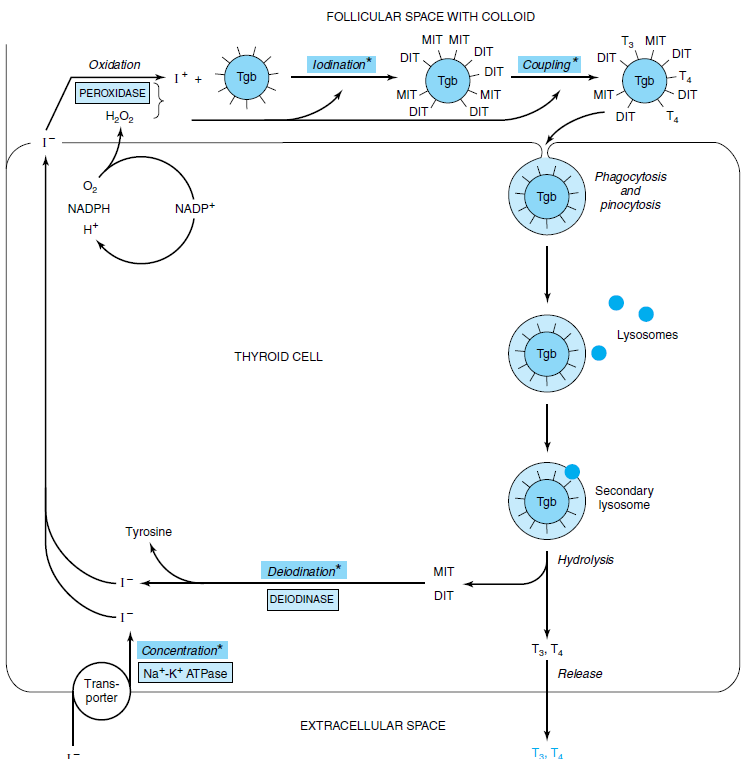 FOLLICULAR SPACE WITH COLLOID
Oxidation
PEROXIDASE
H₂O₂
I⁺ +
Tgb
Iodination*
MIT MIT
DIT DIT
DIT
Tgb
MIT MIT
DIT DIT
Coupling*
T₃ MIT
DIT DIT
Tgb T₄
MIT DIT
DIT T₄
I⁻
O₂
NADPH
H⁺
NADP⁺
Tgb
Phagocytosis
and
pinocytosis
THYROID CELL
Tgb
Lysosomes
Tgb
Secondary
lysosome
Hydrolysis
Tyrosine
I⁻
Deiodination*
DEIODINASE
MIT
DIT
I⁻
Concentration*
Na⁺-K⁺ ATPase
Trans-
porter
T₃, T₄
Release
EXTRACELLULAR SPACE
I⁻
T₃, T₄